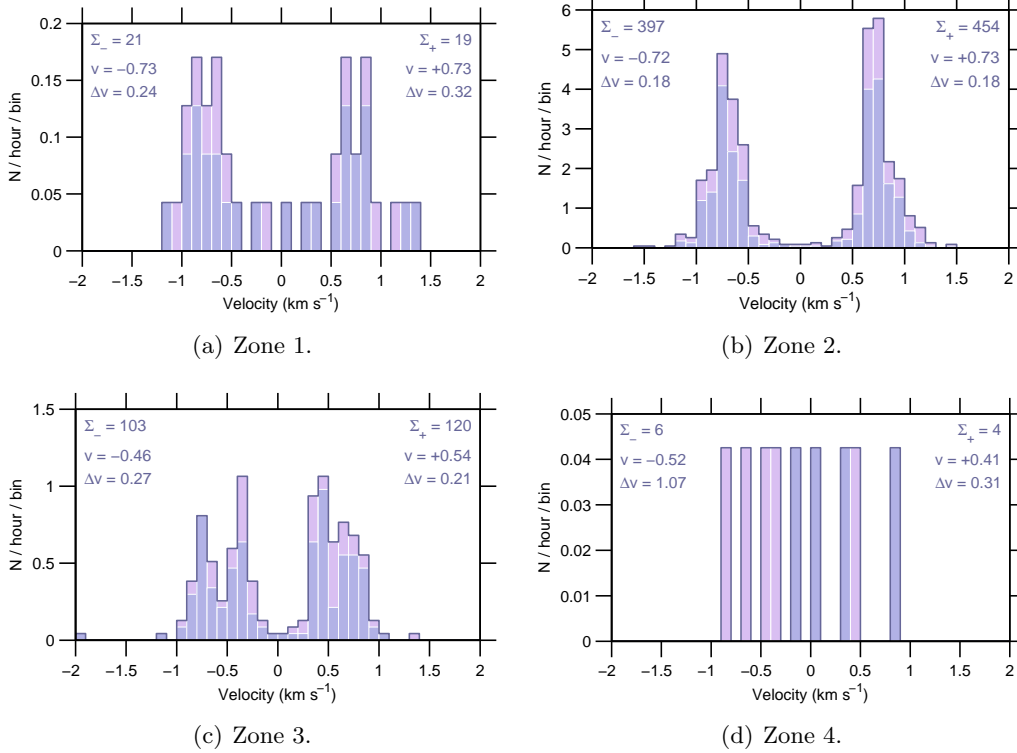 0.2
0.15
0.1
0.05
0
N / hour / bin
Σ_ = 21
v = −0.73
Δv = 0.24
Σ+ = 19
v = +0.73
Δv = 0.32
−2 −1.5 −1 −0.5 0 0.5 1 1.5 2
Velocity (km s⁻¹)
(a) Zone 1.
6
5
4
3
2
1
0
N / hour / bin
Σ_ = 397
v = −0.72
Δv = 0.18
Σ+ = 454
v = +0.73
Δv = 0.18
−2 −1.5 −1 −0.5 0 0.5 1 1.5 2
Velocity (km s⁻¹)
(b) Zone 2.
1.5
1
0.5
0
N / hour / bin
Σ_ = 103
v = −0.46
Δv = 0.27
Σ+ = 120
v = +0.54
Δv = 0.21
−2 −1.5 −1 −0.5 0 0.5 1 1.5 2
Velocity (km s⁻¹)
(c) Zone 3.
0.05
0.04
0.03
0.02
0.01
0
N / hour / bin
Σ_ = 6
v = −0.52
Δv = 1.07
Σ+ = 4
v = +0.41
Δv = 0.31
−2 −1.5 −1 −0.5 0 0.5 1 1.5 2
Velocity (km s⁻¹)
(d) Zone 4.